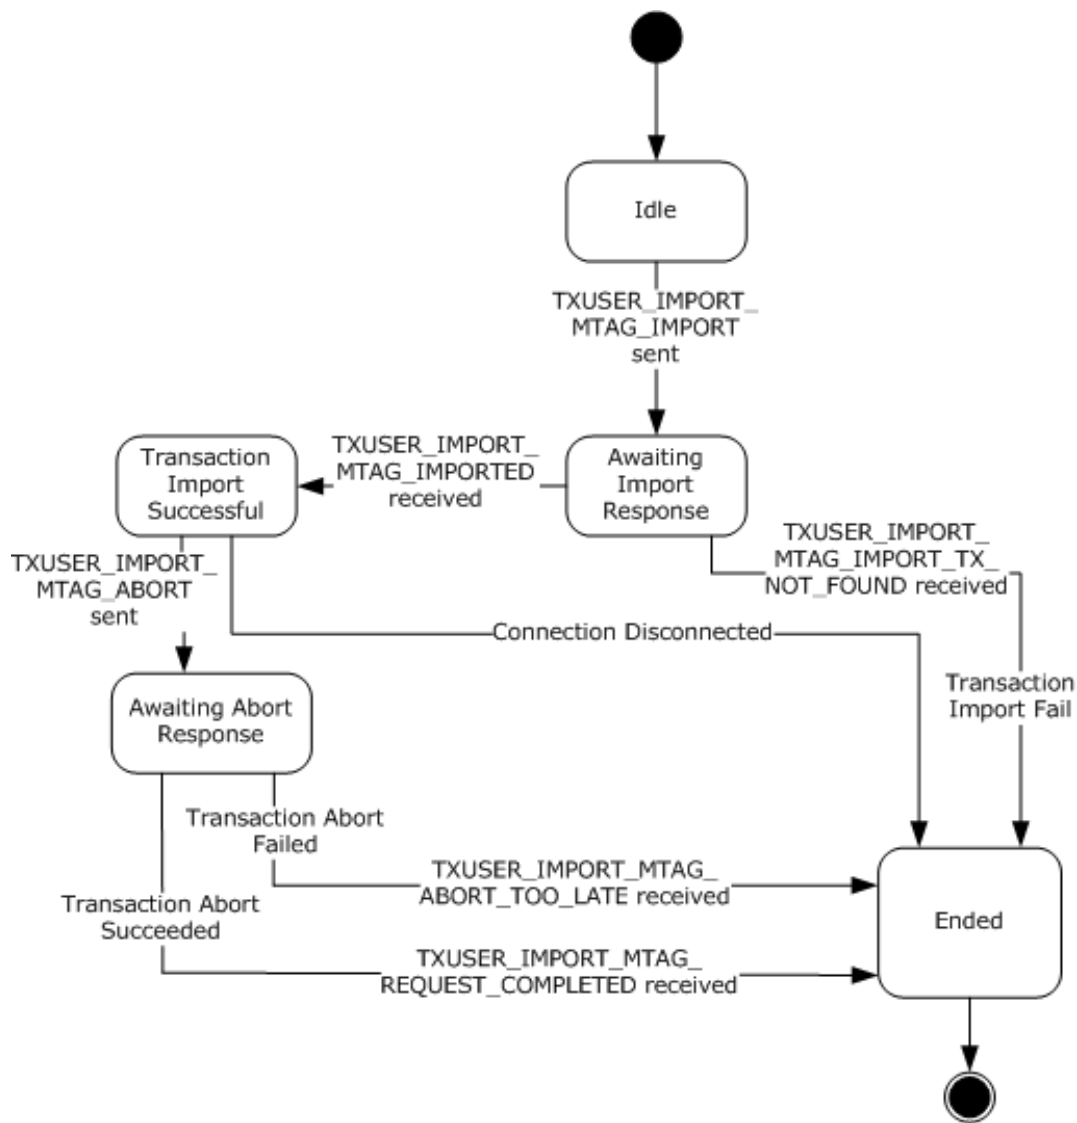 Idle
TXUSER_IMPORT_
MTAG_IMPORT
sent
Transaction
Import
Successful
TXUSER_IMPORT_
MTAG_IMPORTED
received
Awaiting
Import
Response
TXUSER_IMPORT_
MTAG_IMPORT_TX_
NOT_FOUND received
TXUSER_IMPORT_
MTAG_ABORT
sent
Connection Disconnected
Transaction
Import Fail
Awaiting Abort
Response
Transaction Abort
Failed
TXUSER_IMPORT_MTAG_
ABORT_TOO_LATE received
Transaction Abort
Succeeded
Ended
TXUSER_IMPORT_MTAG_
REQUEST_COMPLETED received